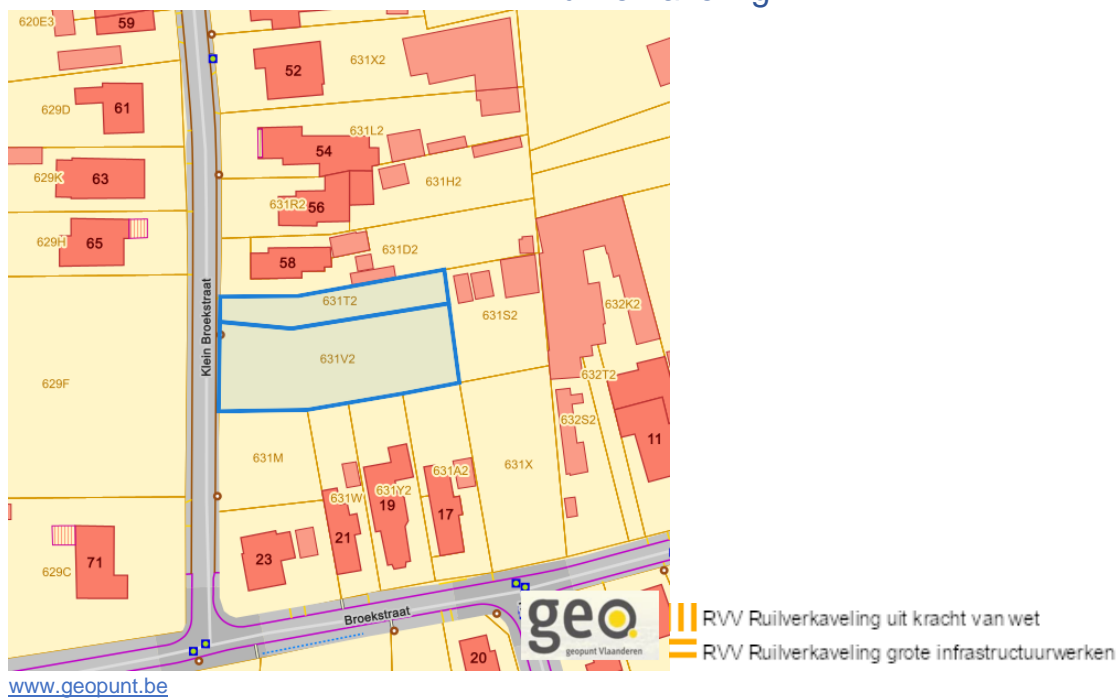 620E3
59
52
631X2
629D
61
631L2
54
629K
63
631H2
631R2
56
629H
65
631D2
58
Klein Broekstraat
631T2
631S2
632K2
631V2
629F
632T2
632S2
11
631M
631X
631A2
631W
631Y2
19
17
21
23
629C
71
Broekstraat
20
geo
geopunt Vlaanderen
RVV Ruilverkaveling uit kracht van wet
RVV Ruilverkaveling grote infrastructuurwerken
www.geopunt.be